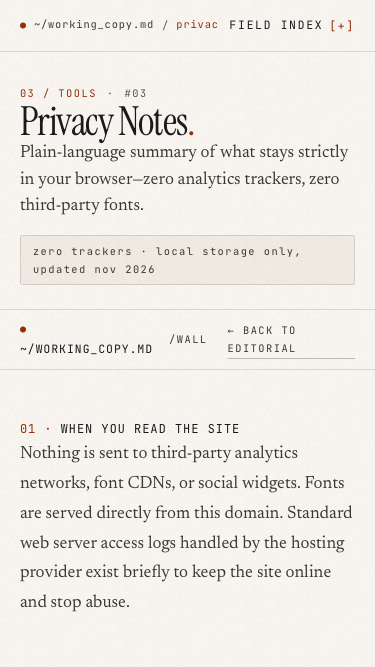 ● ~/working_copy.md / privac FIELD INDEX [+]
03 / TOOLS · #03
Privacy Notes.
Plain-language summary of what stays strictly
in your browser—zero analytics trackers, zero
third-party fonts.
zero trackers · local storage only,
updated nov 2026
●
~/WORKING_COPY.MD
/WALL
← BACK TO
EDITORIAL
01 · WHEN YOU READ THE SITE
Nothing is sent to third-party analytics
networks, font CDNs, or social widgets. Fonts
are served directly from this domain. Standard
web server access logs handled by the hosting
provider exist briefly to keep the site online
and stop abuse.